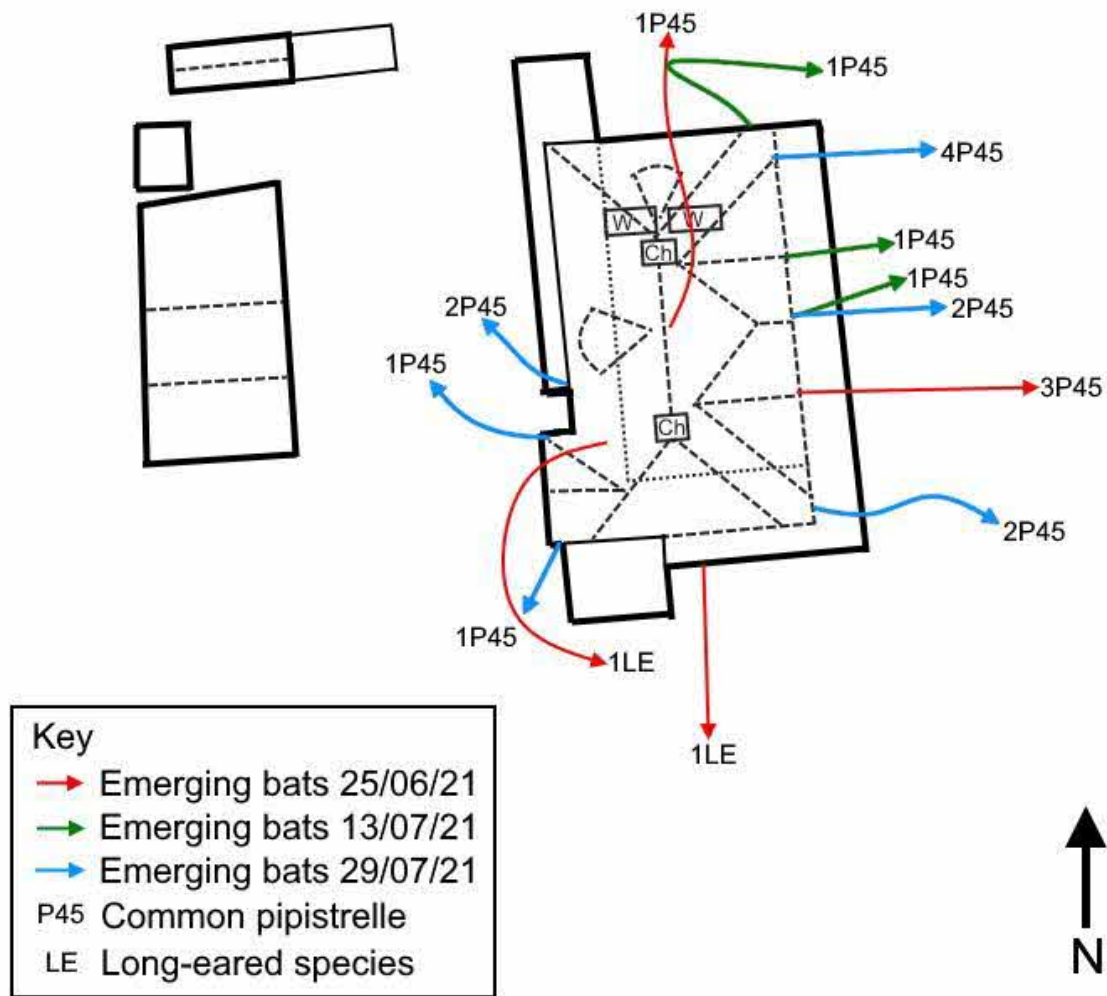 1P45
1P45
4P45
W
W
Ch
1P45
1P45
2P45
2P45
1P45
3P45
Ch
2P45
1P45
1LE
1LE
Key
Emerging bats 25/06/21
Emerging bats 13/07/21
Emerging bats 29/07/21
P45 Common pipistrelle
LE Long-eared species
N